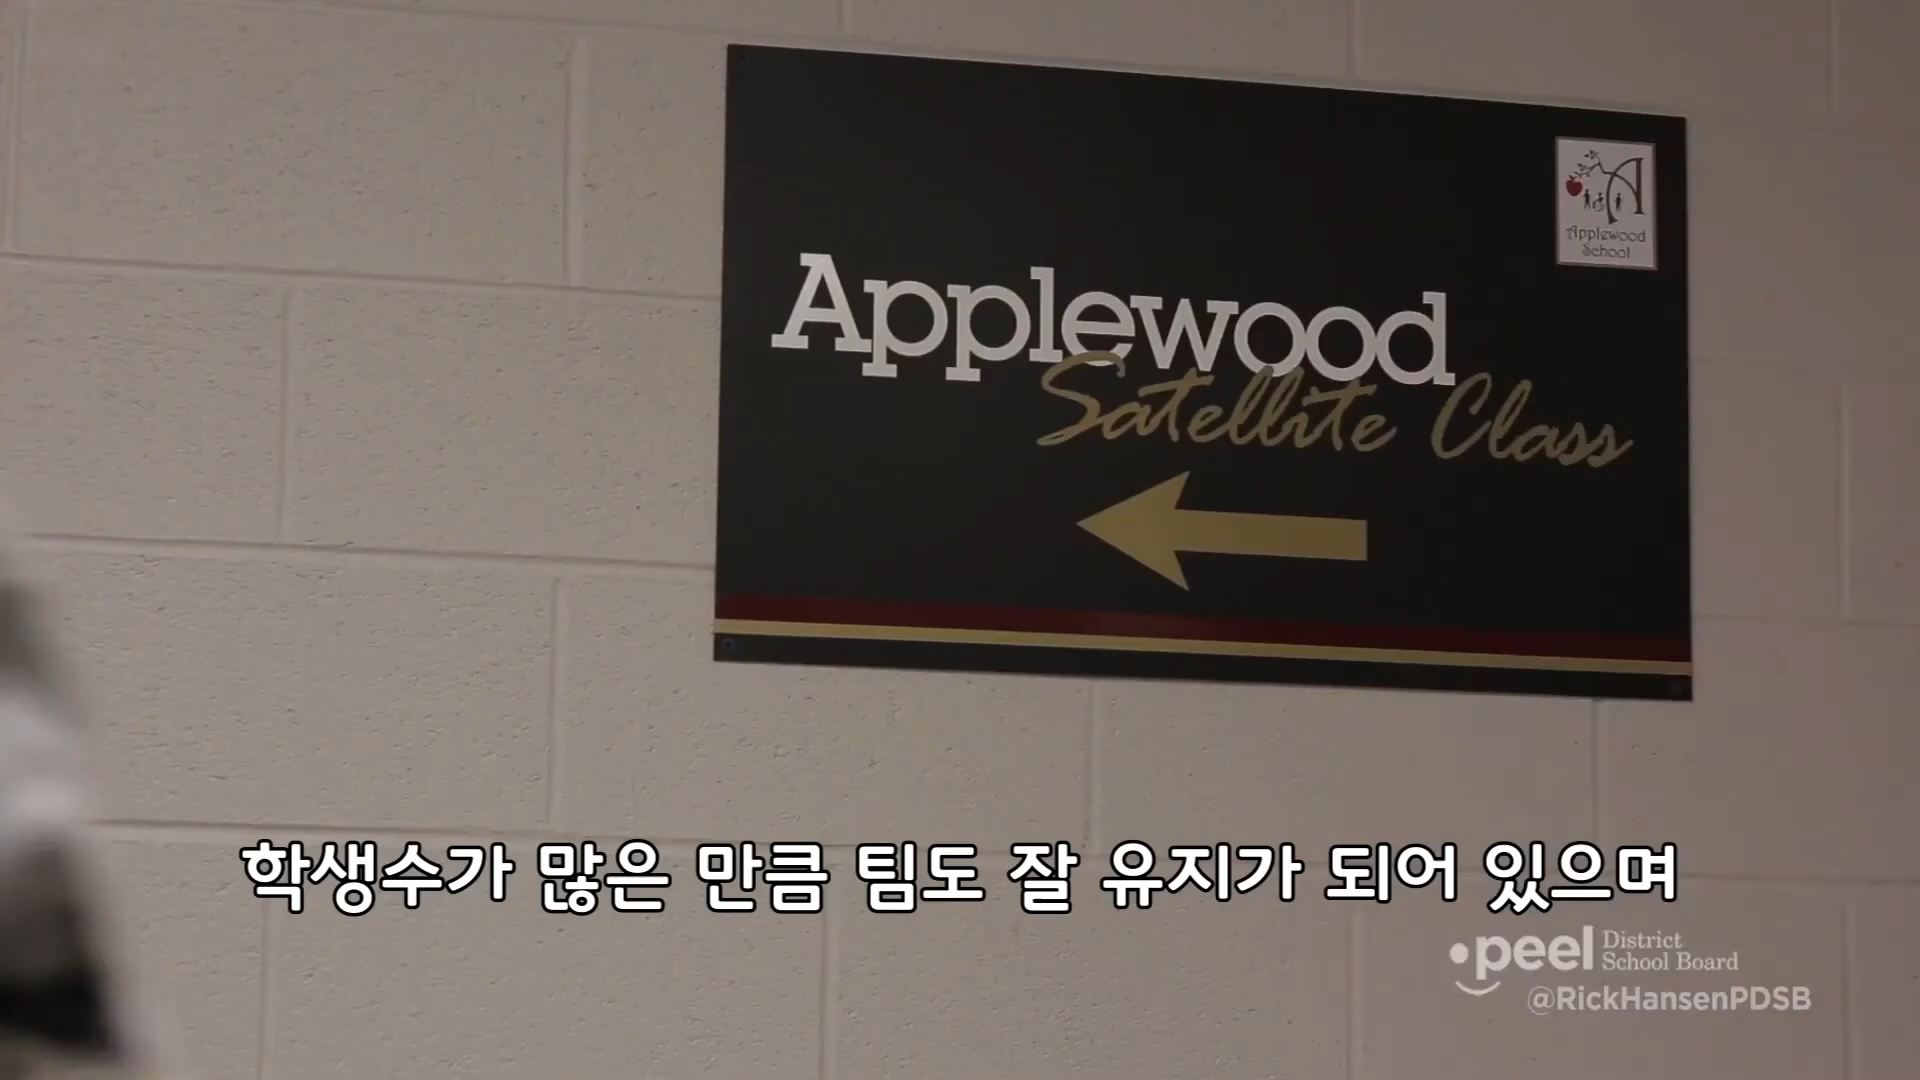 Applewood
School
Applewood
Satellite Class
학생수가 많은 만큼 팀도 잘 유지가 되어 있으며
peel District
School Board
@RickHansenPDSB